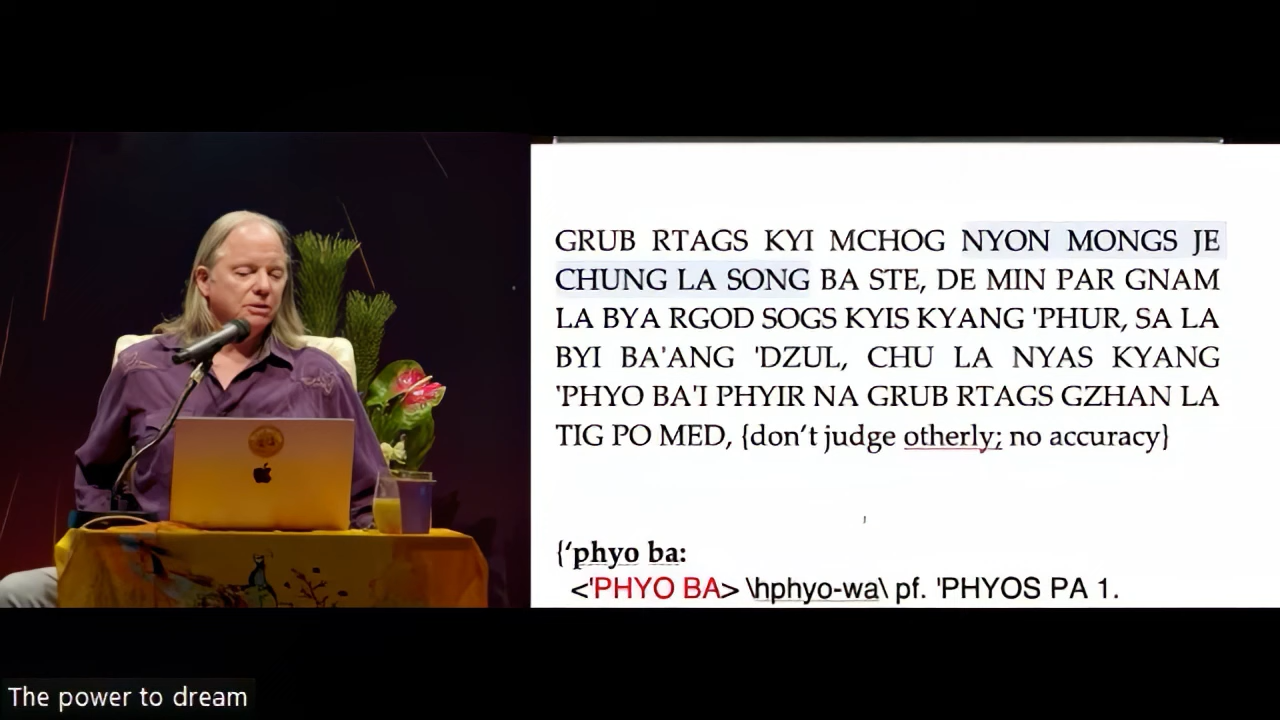 GRUB RTAGS KYI MCHOG NYON MONGS JE
CHUNG LA SONG BA STE, DE MIN PAR GNAM
LA BYA RGOD SOGS KYIS KYANG 'PHUR, SA LA
BYI BA'ANG 'DZUL, CHU LA NYAS KYANG
'PHYO BA'I PHYIR NA GRUB RTAGS GZHAN LA
TIG PO MED, {don't judge otherly; no accuracy}
{'phyo ba:
<'PHYO BA> \hphyo-wa\ pf. 'PHYOS PA 1.
The power to dream